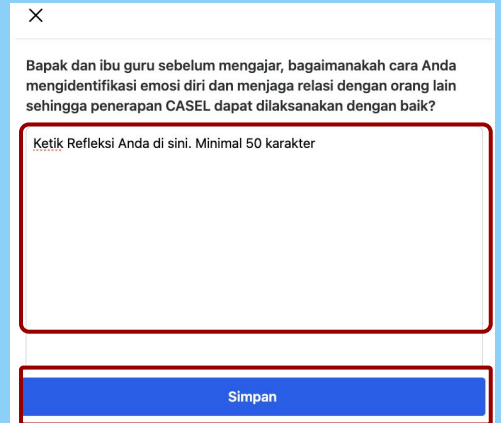 Bapak dan ibu guru sebelum mengajar, bagaimanakah cara Anda
mengidentifikasi emosi diri dan menjaga relasi dengan orang lain
sehingga penerapan CASEL dapat dilaksanakan dengan baik?
Ketik Refleksi Anda di sini. Minimal 50 karakter
Simpan